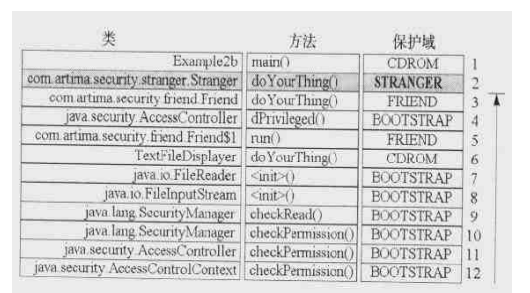 类 方法 保护域
Example2b main() CDROM 1
com.artima.security.stranger.Stranger doYourThing() STRANGER 2
com.artima.security.friend.Friend doYourThing() FRIEND 3
java.security.AccessController dPrivileged() BOOTSTRAP 4
com.artima.security.friend.Friend$1 run() FRIEND 5
TextFileDisplayer doYourThing() CDROM 6
java.io.FileReader <init>() BOOTSTRAP 7
java.io.FileInputStream <init>() BOOTSTRAP 8
java.lang.SecurityManager checkRead() BOOTSTRAP 9
java.lang.SecurityManager checkPermission() BOOTSTRAP 10
java.security.AccessController checkPermission() BOOTSTRAP 11
java.security.AccessControlContext checkPermission() BOOTSTRAP 12